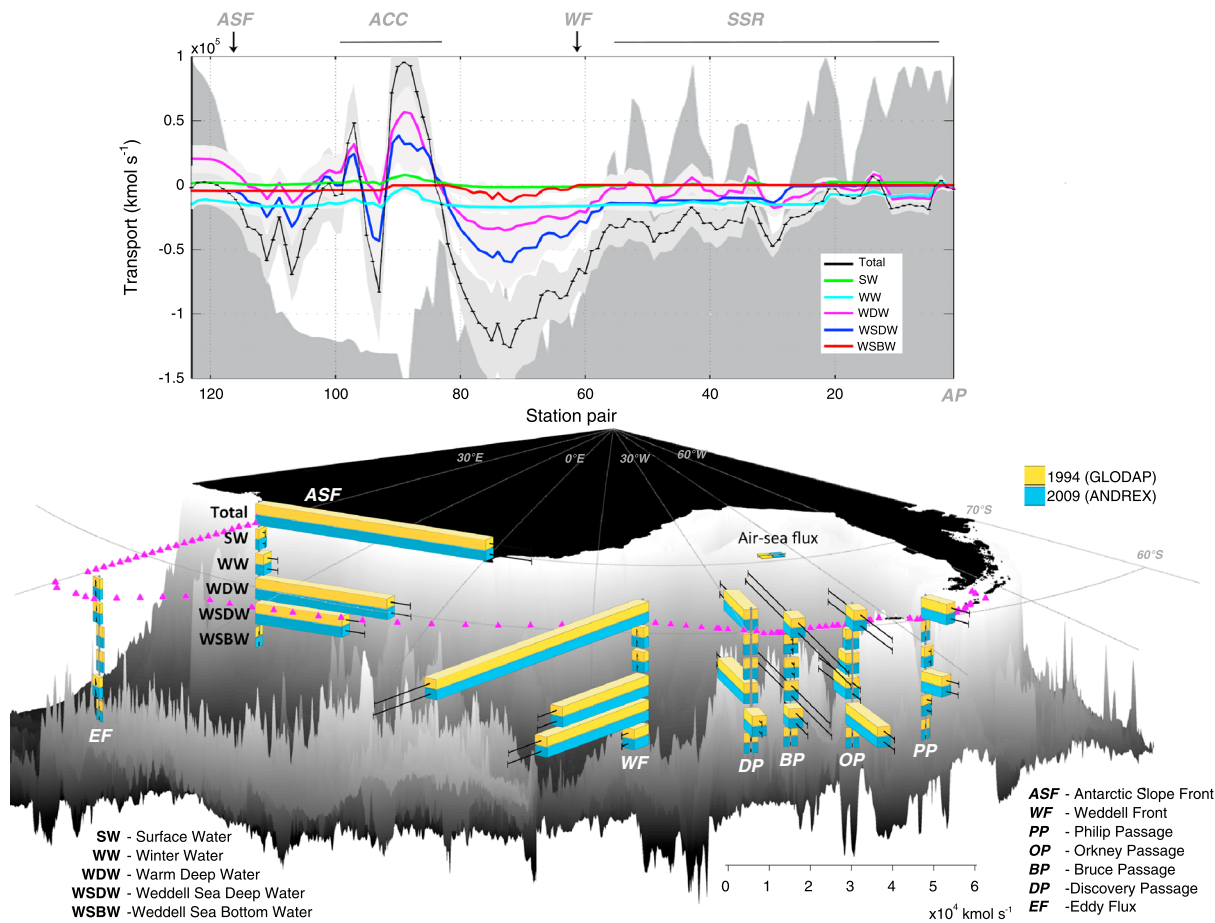 ASF ACC WF SSR
x10⁵
1
0.5
0
-0.5
-1
-1.5
Transport (kmol s⁻¹)
Total
SW
WW
WDW
WSDW
WSBW
120 100 80 60 40 20 AP
Station pair
30°E 0°E 30°W 60°W
70°S
60°S
1994 (GLODAP)
2009 (ANDREX)
ASF
Total
SW
WW
WDW
WSDW
WSBW
Air-sea flux
EF
WF
DP
BP
OP
PP
SW - Surface Water
WW - Winter Water
WDW - Warm Deep Water
WSDW - Weddell Sea Deep Water
WSBW -Weddell Sea Bottom Water
0 1 2 3 4 5 6
x10⁴ kmol s⁻¹
ASF - Antarctic Slope Front
WF - Weddell Front
PP - Philip Passage
OP - Orkney Passage
BP - Bruce Passage
DP -Discovery Passage
EF -Eddy Flux